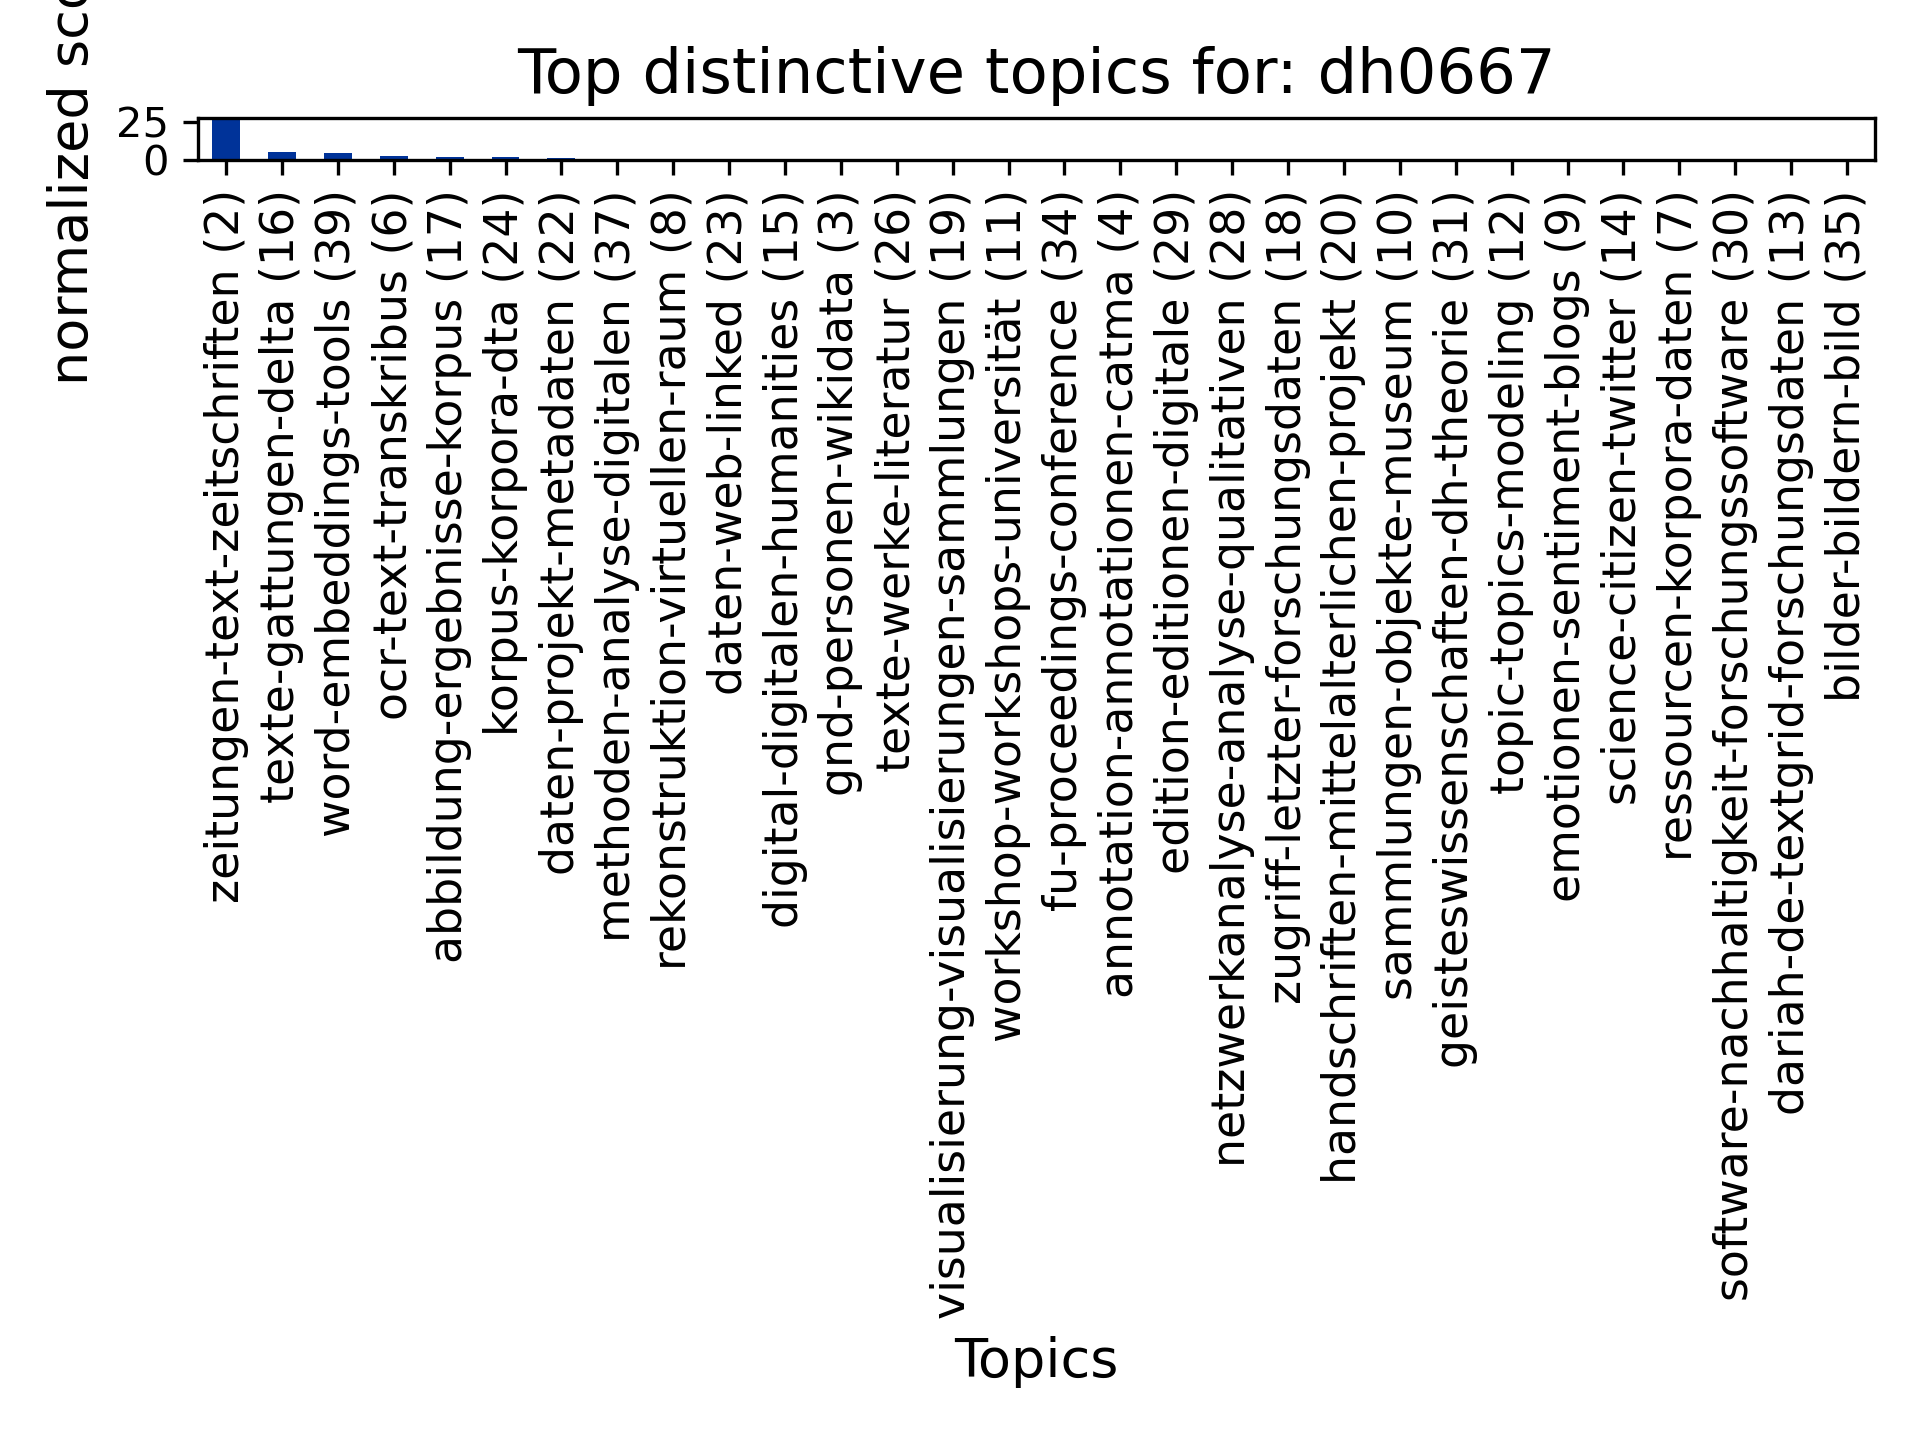 Top distinctive topics for: dh0667
normalized
25
0
zeitungen-text-zeitschriften (2)
texte-gattungen-delta (16)
word-embeddings-tools (39)
ocr-text-transkribus (6)
abbildung-ergebnisse-korpus (17)
korpus-korpora-dta (24)
daten-projekt-metadaten (22)
methoden-analyse-digitalen (37)
rekonstruktion-virtuellen-raum (8)
daten-web-linked (23)
digital-digitalen-humanities (15)
gnd-personen-wikidata (3)
texte-werke-literatur (26)
visualisierung-visualisierungen-sammlungen (19)
workshop-workshops-universität (11)
fu-proceedings-conference (34)
annotation-annotationen-catma (4)
edition-editionen-digitale (29)
netzwerkanalyse-analyse-qualitativen (28)
zugriff-letzter-forschungsdaten (18)
handschriften-mittelalterlichen-projekt (20)
sammlungen-objekte-museum (10)
geisteswissenschaften-dh-theorie (31)
topic-topics-modeling (12)
emotionen-sentiment-blogs (9)
science-citizen-twitter (14)
ressourcen-korpora-daten (7)
software-nachhaltigkeit-forschungssoftware (30)
dariah-de-textgrid-forschungsdaten (13)
bilder-bildern-bild (35)
Topics